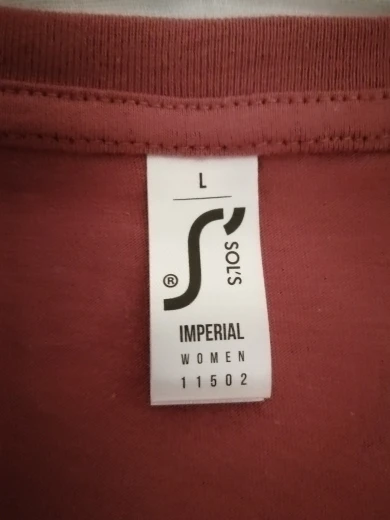 L
SOL'S
®
IMPERIAL
WOMEN
11502